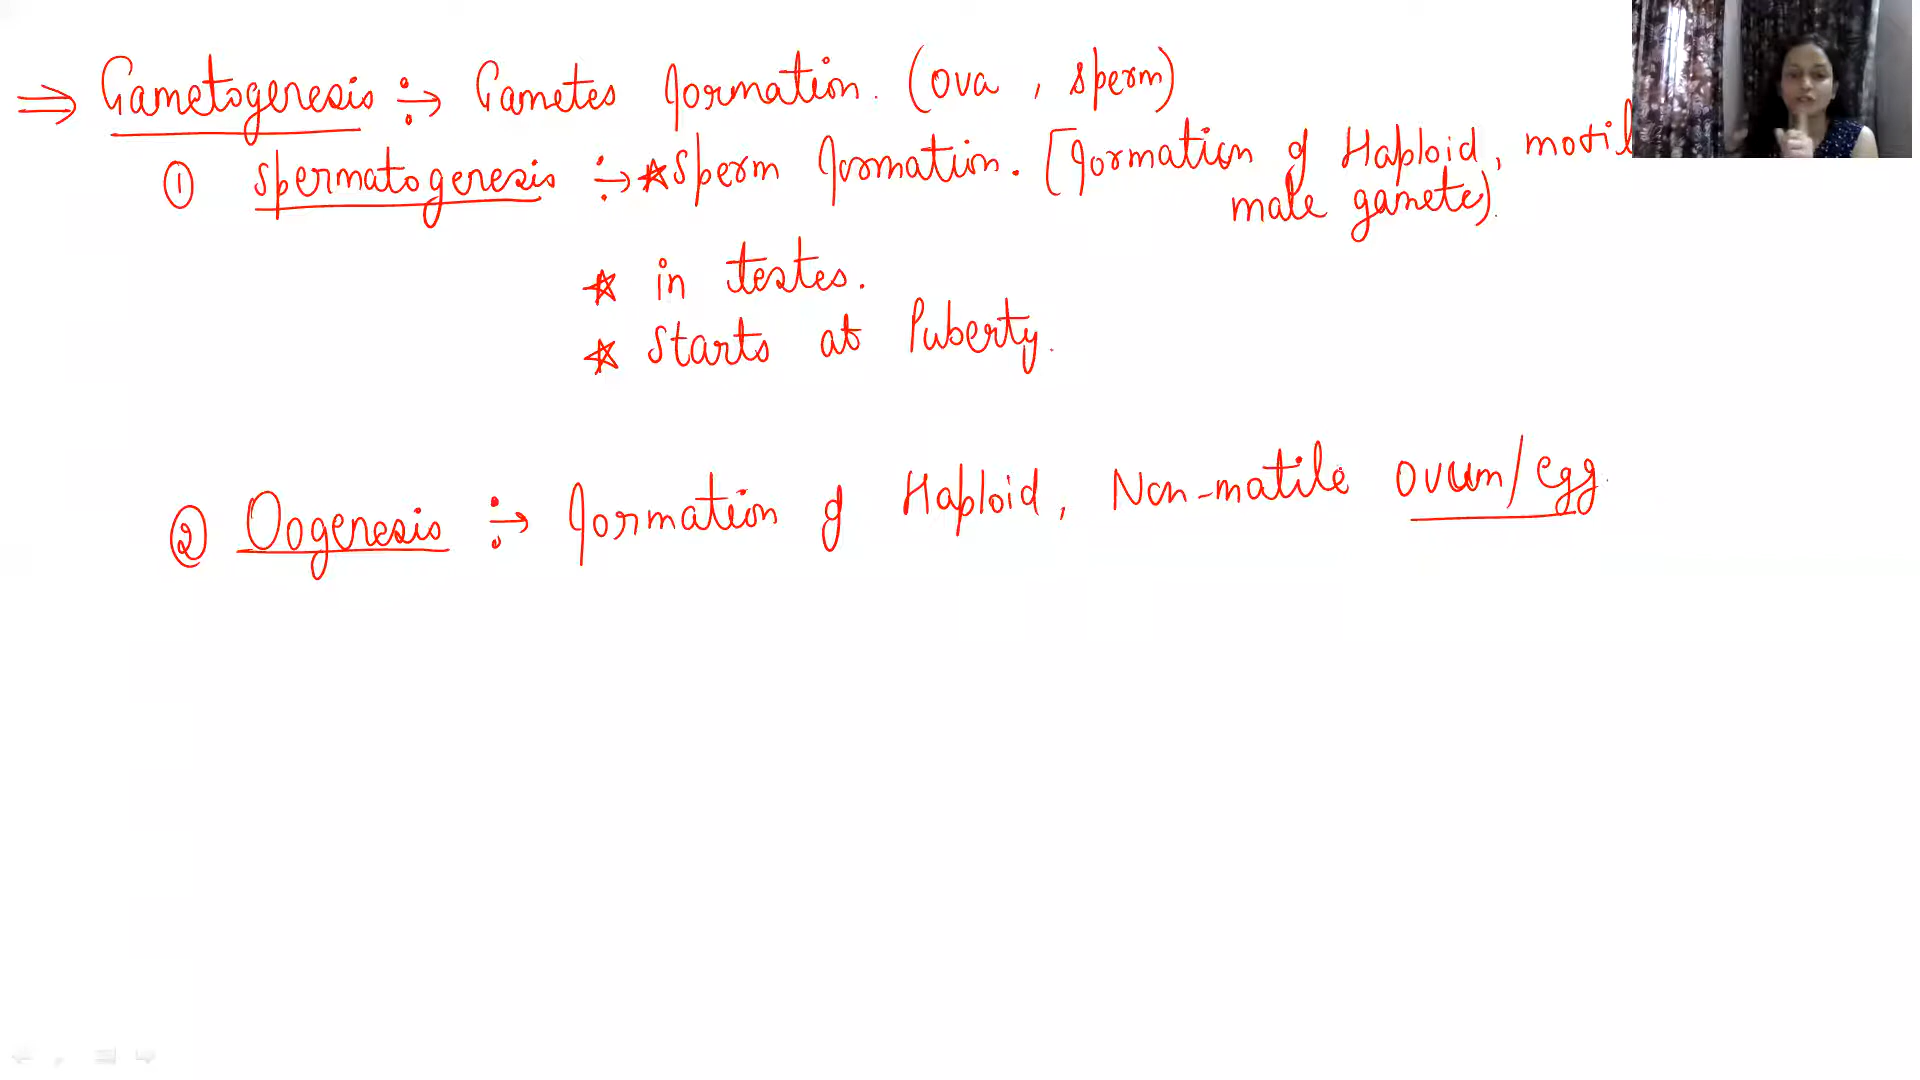 ⇒ Gametogenesis ÷→ Gametes formation. (ova, sperm)
① Spermatogenesis ÷→ ★ Sperm formation. [formation of Haploid, motil
male gamete).
★ in testes.
★ Starts at Puberty.
② Oogenesis ÷→ formation of Haploid, Non-matile ovum/egg.